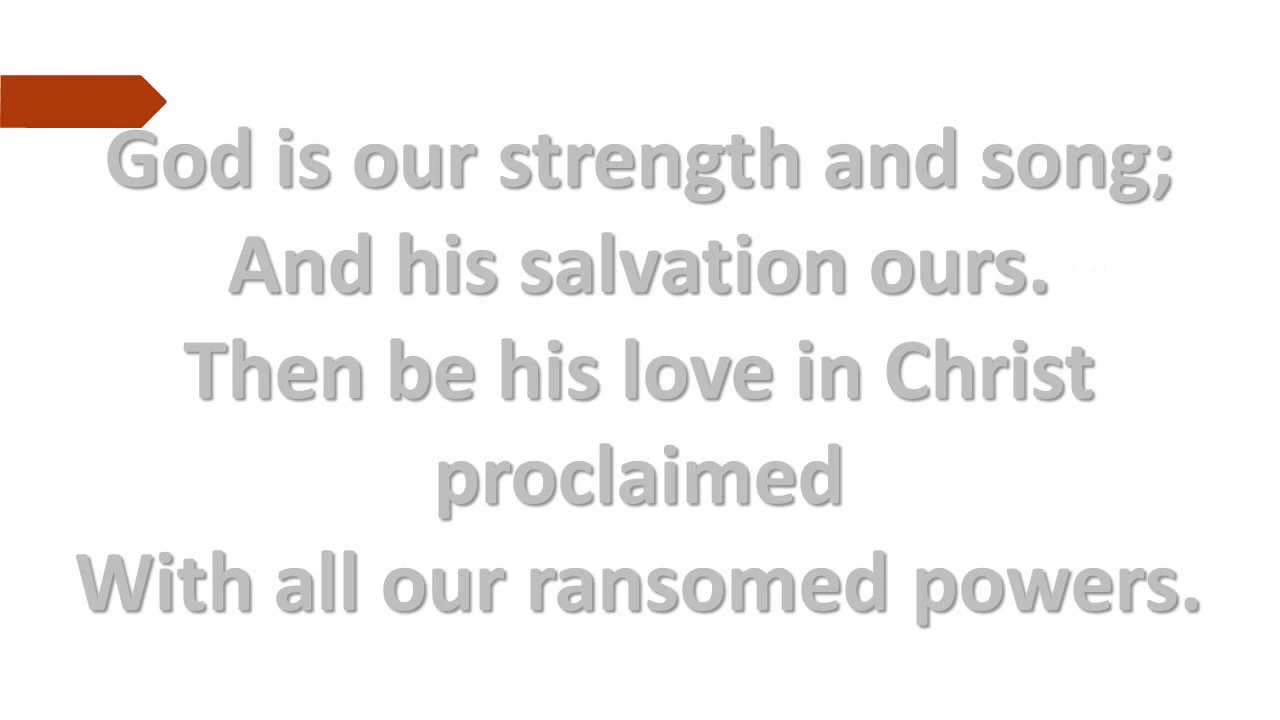 God is our strength and song;
And his salvation ours.
Then be his love in Christ
proclaimed
With all our ransomed powers.